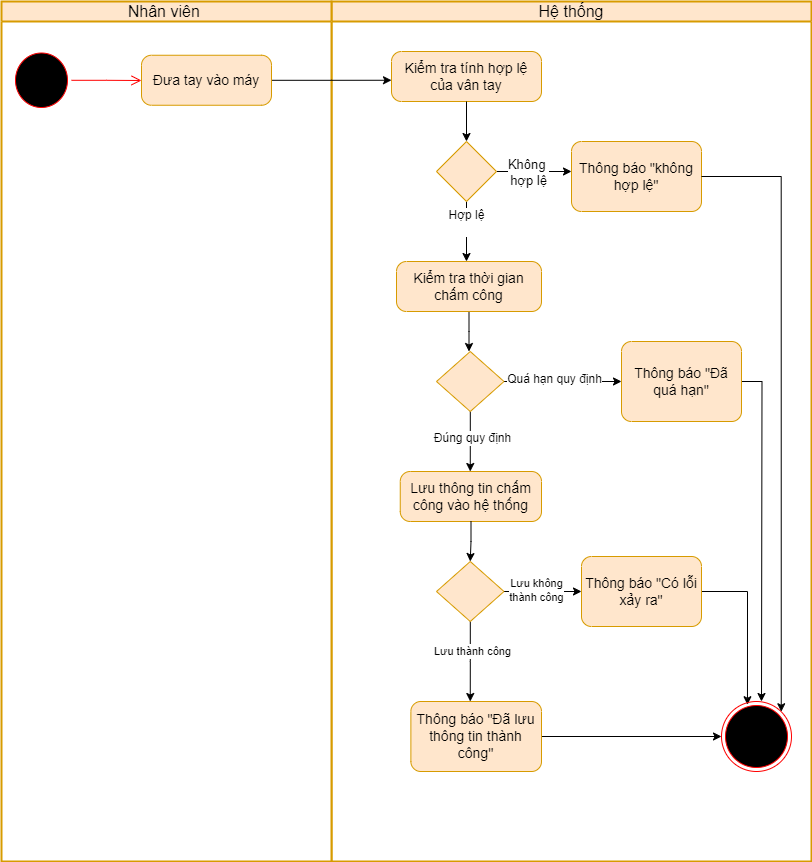 Nhân viên
Hệ thống
Đưa tay vào máy
Kiểm tra tính hợp lệ
của vân tay
Không
hợp lệ
Thông báo "không
hợp lệ"
Hợp lệ
Kiểm tra thời gian
chấm công
Quá hạn quy định
Thông báo "Đã
quá hạn"
Đúng quy định
Lưu thông tin chấm
công vào hệ thống
Lưu không
thành công
Thông báo "Có lỗi
xảy ra"
Lưu thành công
Thông báo "Đã lưu
thông tin thành
công"